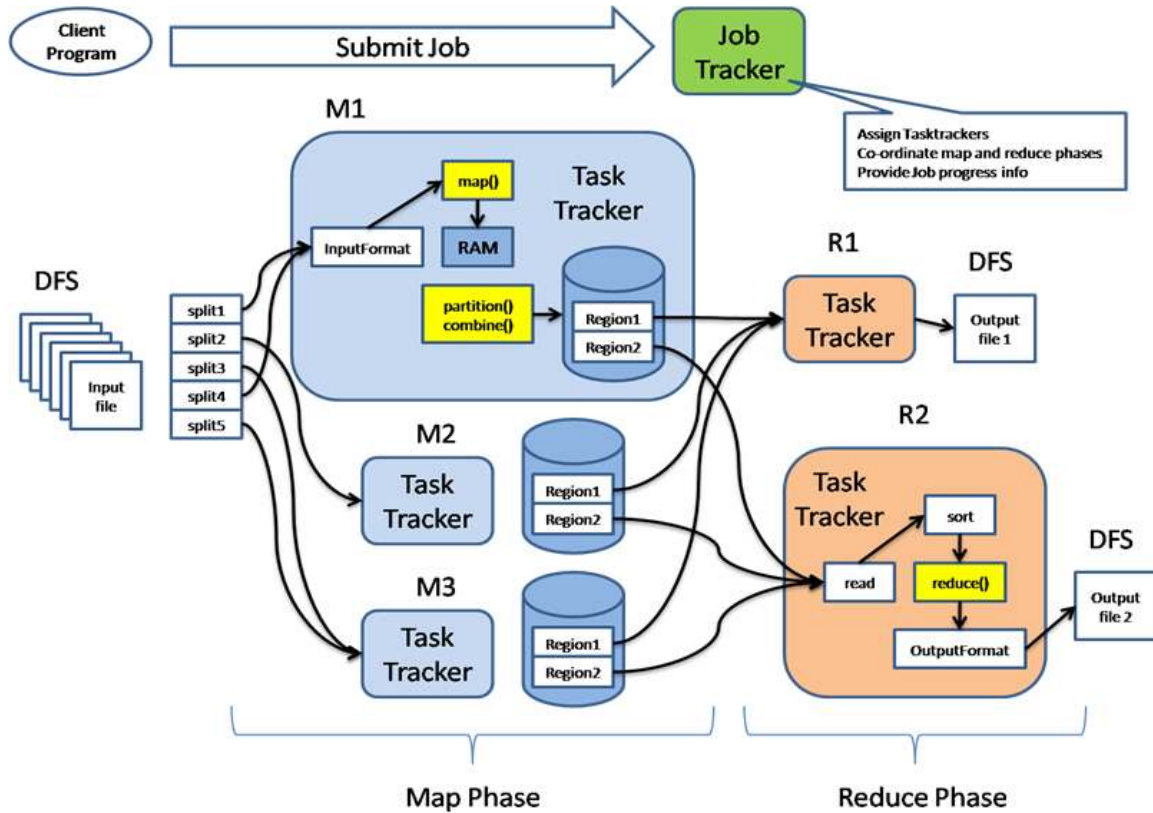 Client
Program
Submit Job
Job
Tracker
Assign Tasktrackers
Co-ordinate map and reduce phases
Provide Job progress info
M1
map()
Task
Tracker
InputFormat
RAM
partition()
combine()
Region1
Region2
DFS
Input
file
split1
split2
split3
split4
split5
M2
Task
Tracker
Region1
Region2
M3
Task
Tracker
Region1
Region2
R1
Task
Tracker
DFS
Output
file 1
R2
Task
Tracker
sort
read
reduce()
OutputFormat
DFS
Output
file 2
Map Phase
Reduce Phase